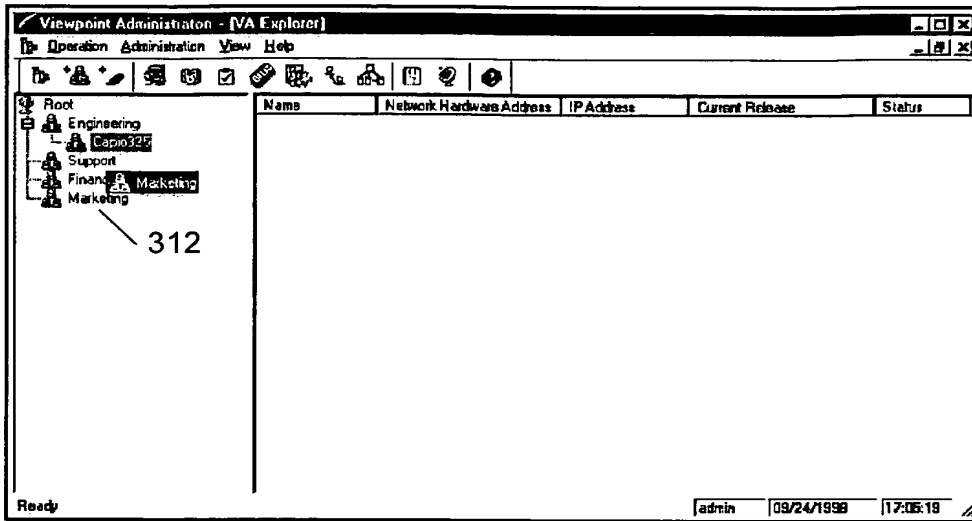 Viewpoint Administration - [VA Explorer]
Operation Administration View Help
Name Network Hardware Address IP Address Current Release Status
Root
Engineering
Capio325
Support
Financ Marketing
Marketing
312
Ready admin 09/24/1998 17:05:19